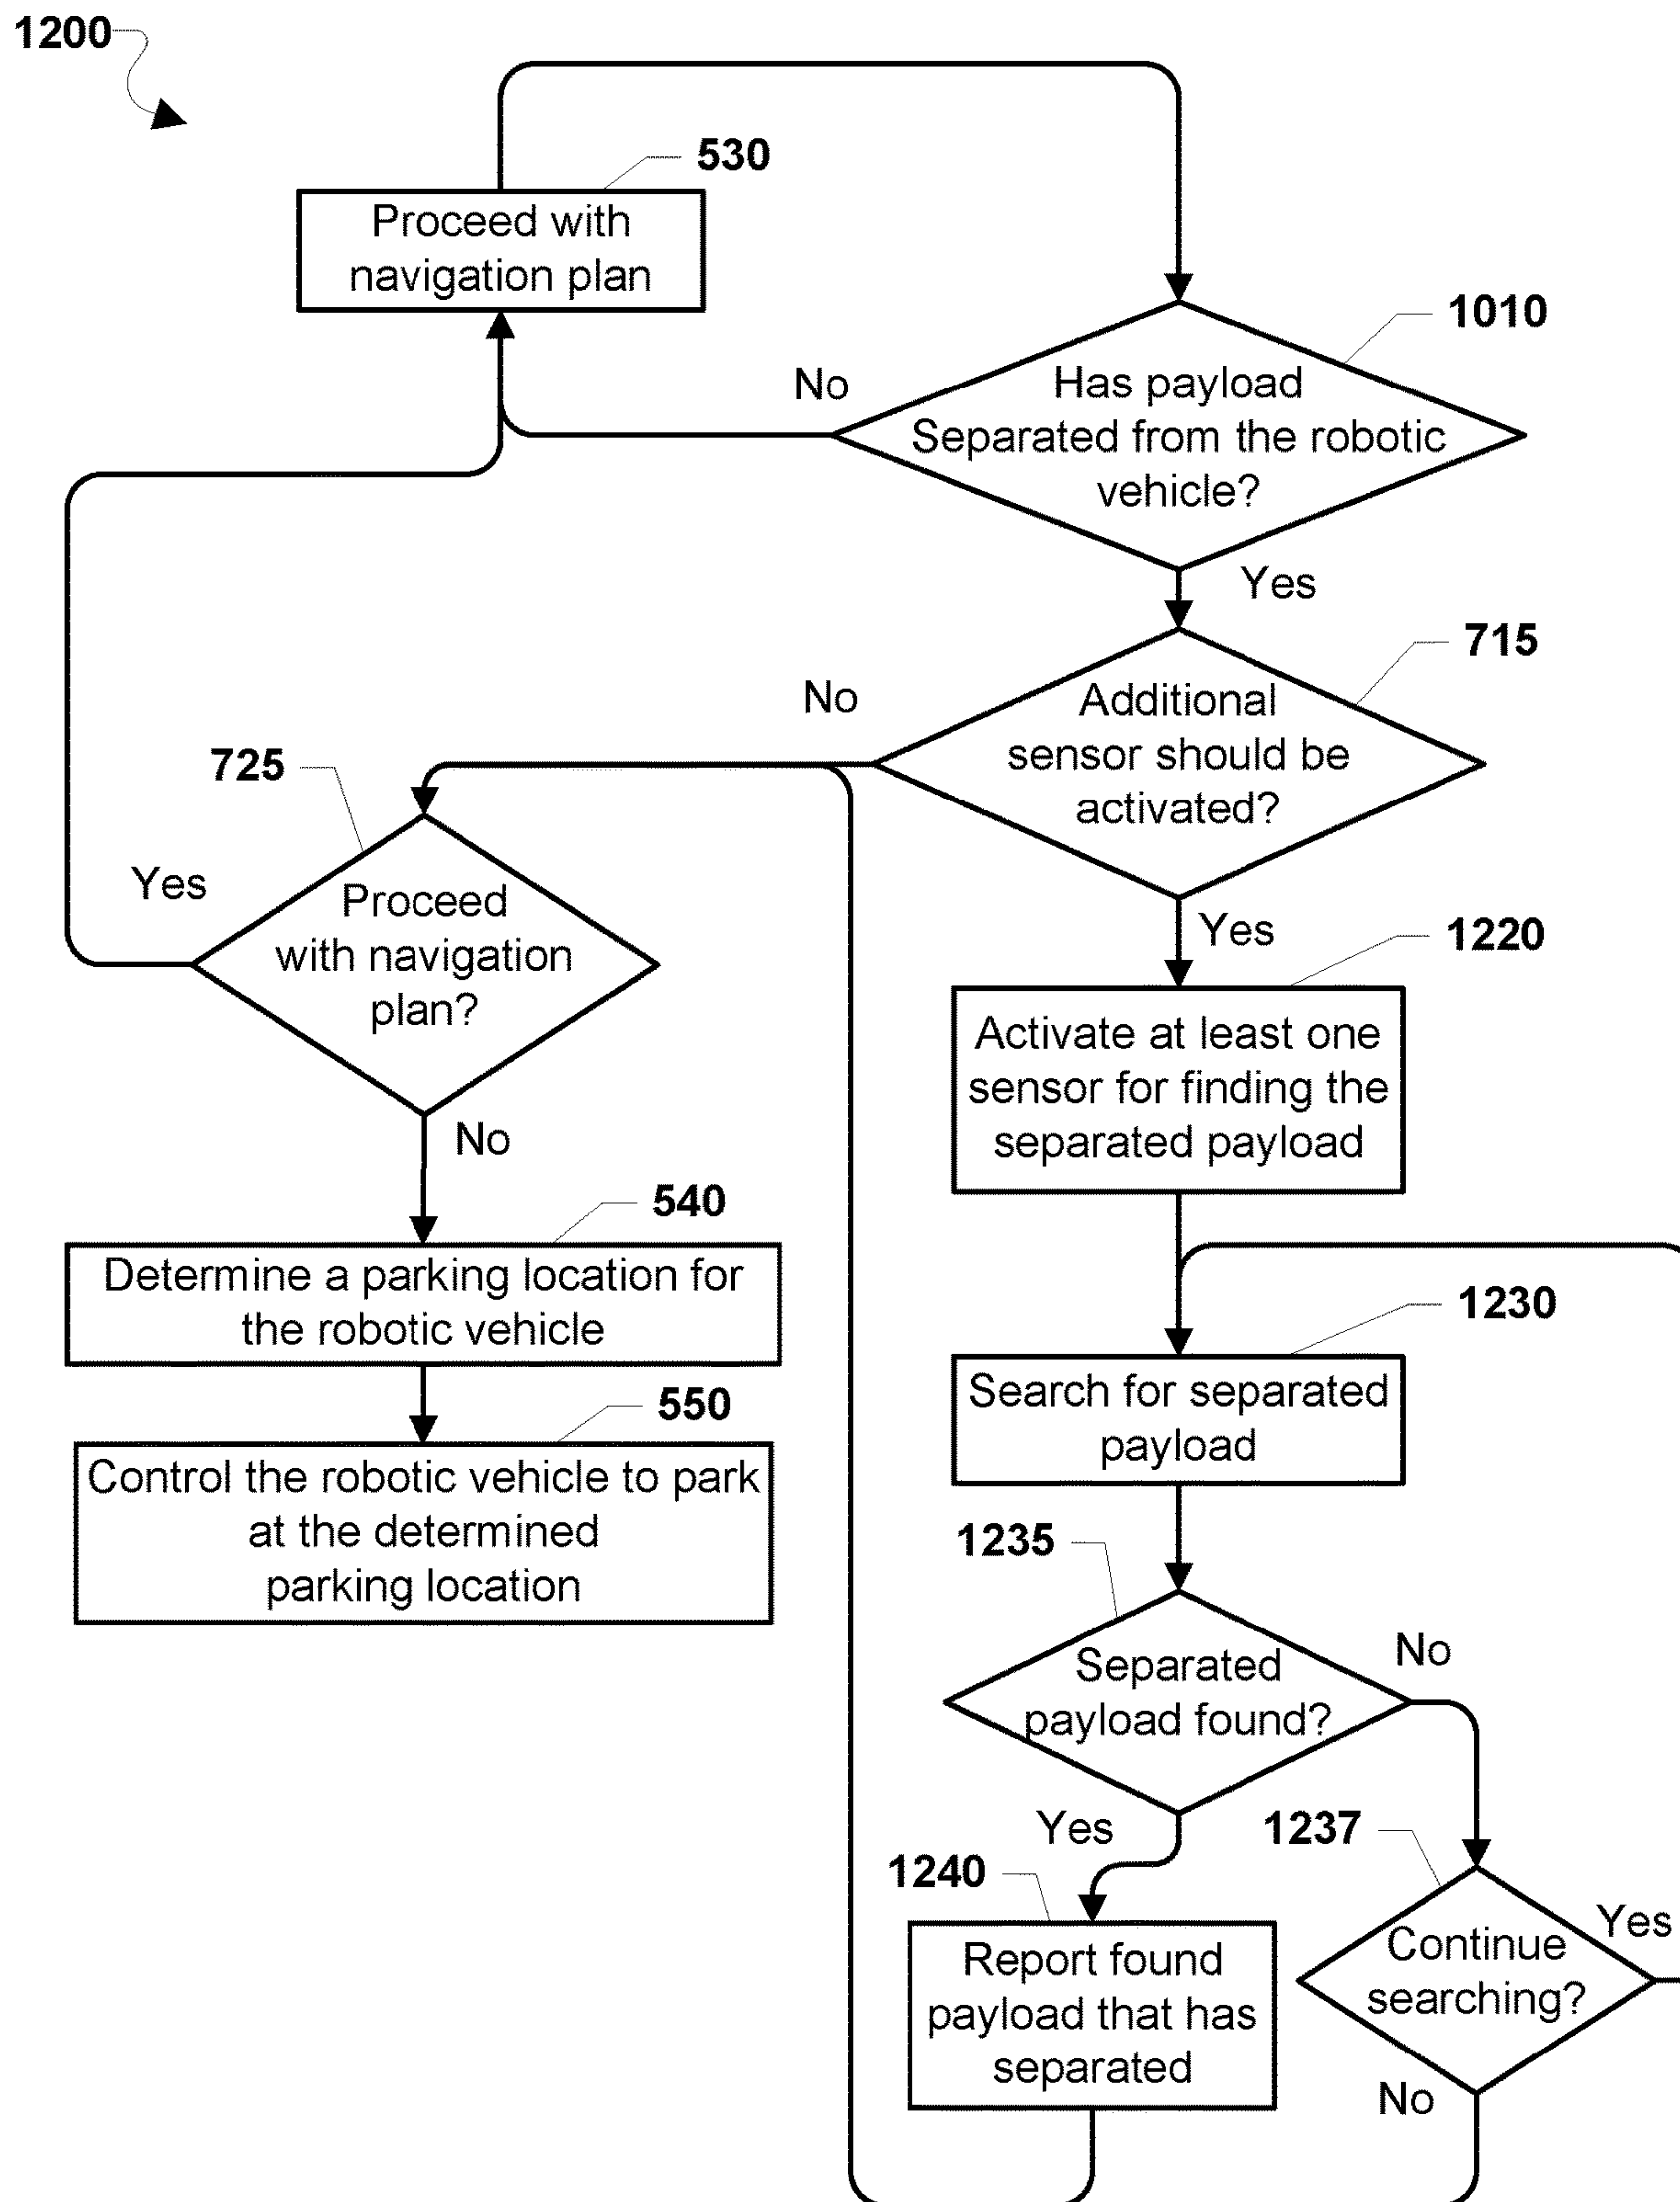 1200
530
Proceed with
navigation plan
1010
No
Has payload
Separated from the robotic
vehicle?
Yes
715
No
Additional
sensor should be
activated?
725
Yes
Proceed
with navigation
plan?
Yes
1220
Activate at least one
sensor for finding the
separated payload
No
540
Determine a parking location for
the robotic vehicle
1230
Search for separated
payload
550
Control the robotic vehicle to park
at the determined
parking location
1235
Separated
payload found?
No
Yes
1237
1240
Report found
payload that has
separated
Yes
Continue
searching?
No